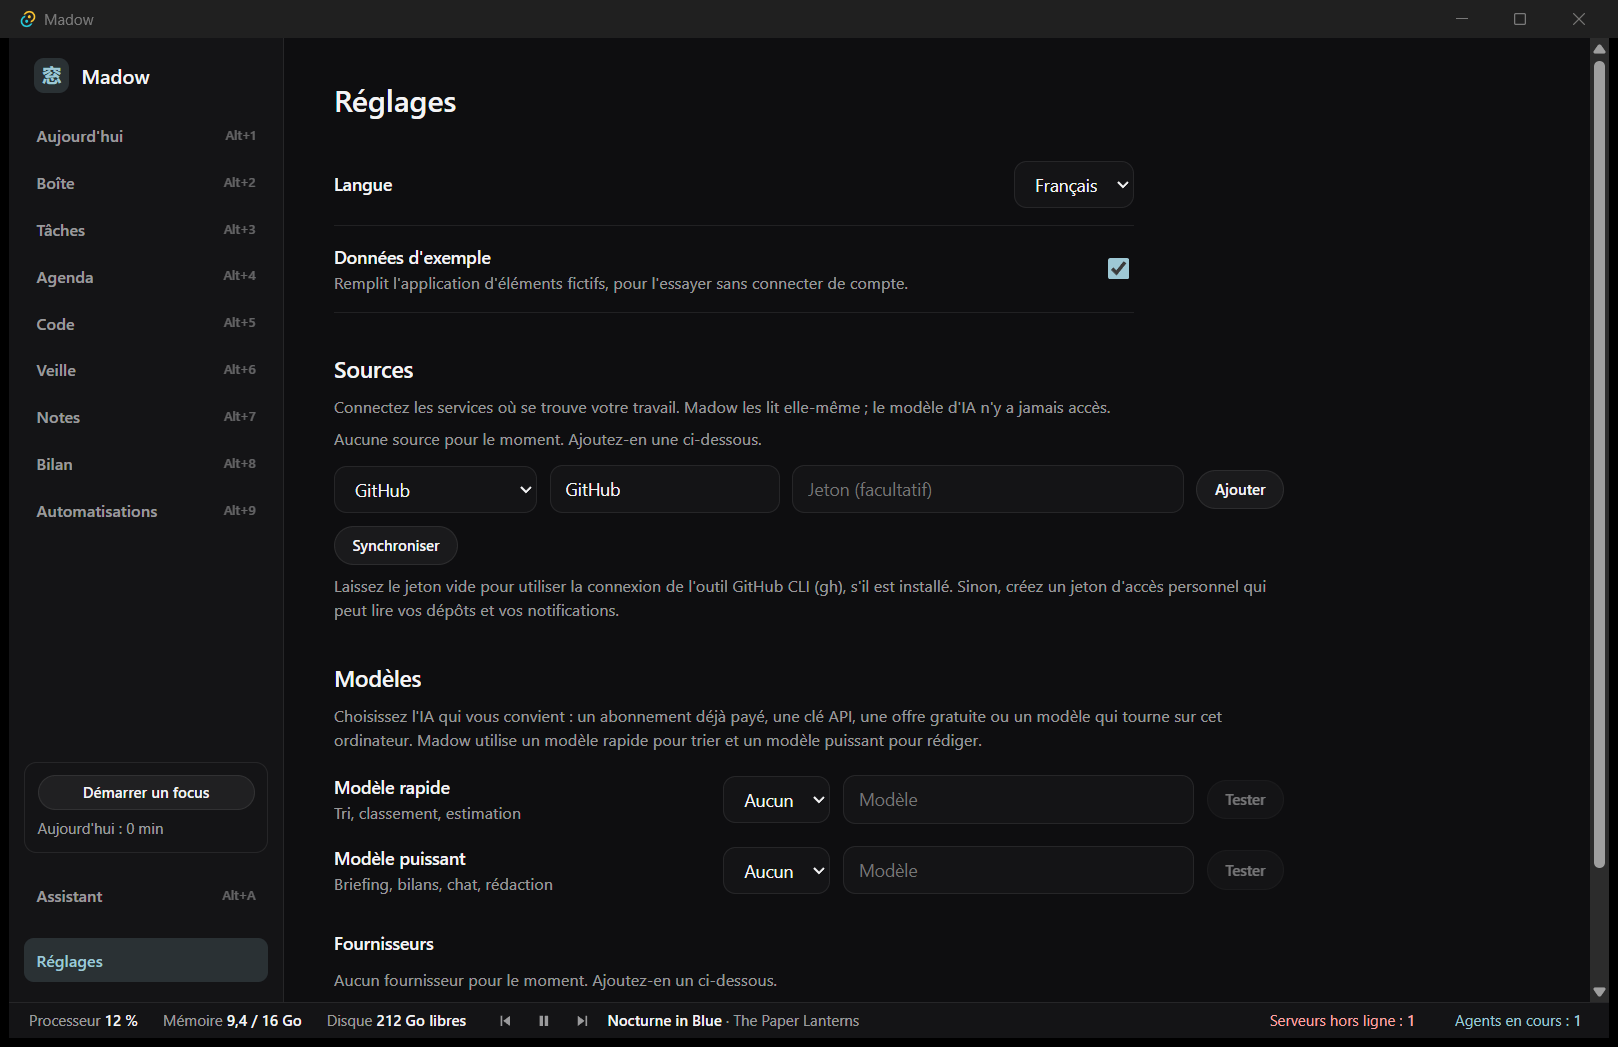 Madow
窓 Madow
Aujourd'hui Alt+1
Boîte Alt+2
Tâches Alt+3
Agenda Alt+4
Code Alt+5
Veille Alt+6
Notes Alt+7
Bilan Alt+8
Automatisations Alt+9
Démarrer un focus
Aujourd'hui : 0 min
Assistant Alt+A
Réglages
Réglages
Langue Français
Données d'exemple
Remplit l'application d'éléments fictifs, pour l'essayer sans connecter de compte.
Sources
Connectez les services où se trouve votre travail. Madow les lit elle-même ; le modèle d'IA n'y a jamais accès.
Aucune source pour le moment. Ajoutez-en une ci-dessous.
GitHub GitHub Jeton (facultatif) Ajouter
Synchroniser
Laissez le jeton vide pour utiliser la connexion de l'outil GitHub CLI (gh), s'il est installé. Sinon, créez un jeton d'accès personnel qui
peut lire vos dépôts et vos notifications.
Modèles
Choisissez l'IA qui vous convient : un abonnement déjà payé, une clé API, une offre gratuite ou un modèle qui tourne sur cet
ordinateur. Madow utilise un modèle rapide pour trier et un modèle puissant pour rédiger.
Modèle rapide
Tri, classement, estimation
Aucun Modèle Tester
Modèle puissant
Briefing, bilans, chat, rédaction
Aucun Modèle Tester
Fournisseurs
Aucun fournisseur pour le moment. Ajoutez-en un ci-dessous.
Processeur 12 % Mémoire 9,4 / 16 Go Disque 212 Go libres Nocturne in Blue · The Paper Lanterns Serveurs hors ligne : 1 Agents en cours : 1